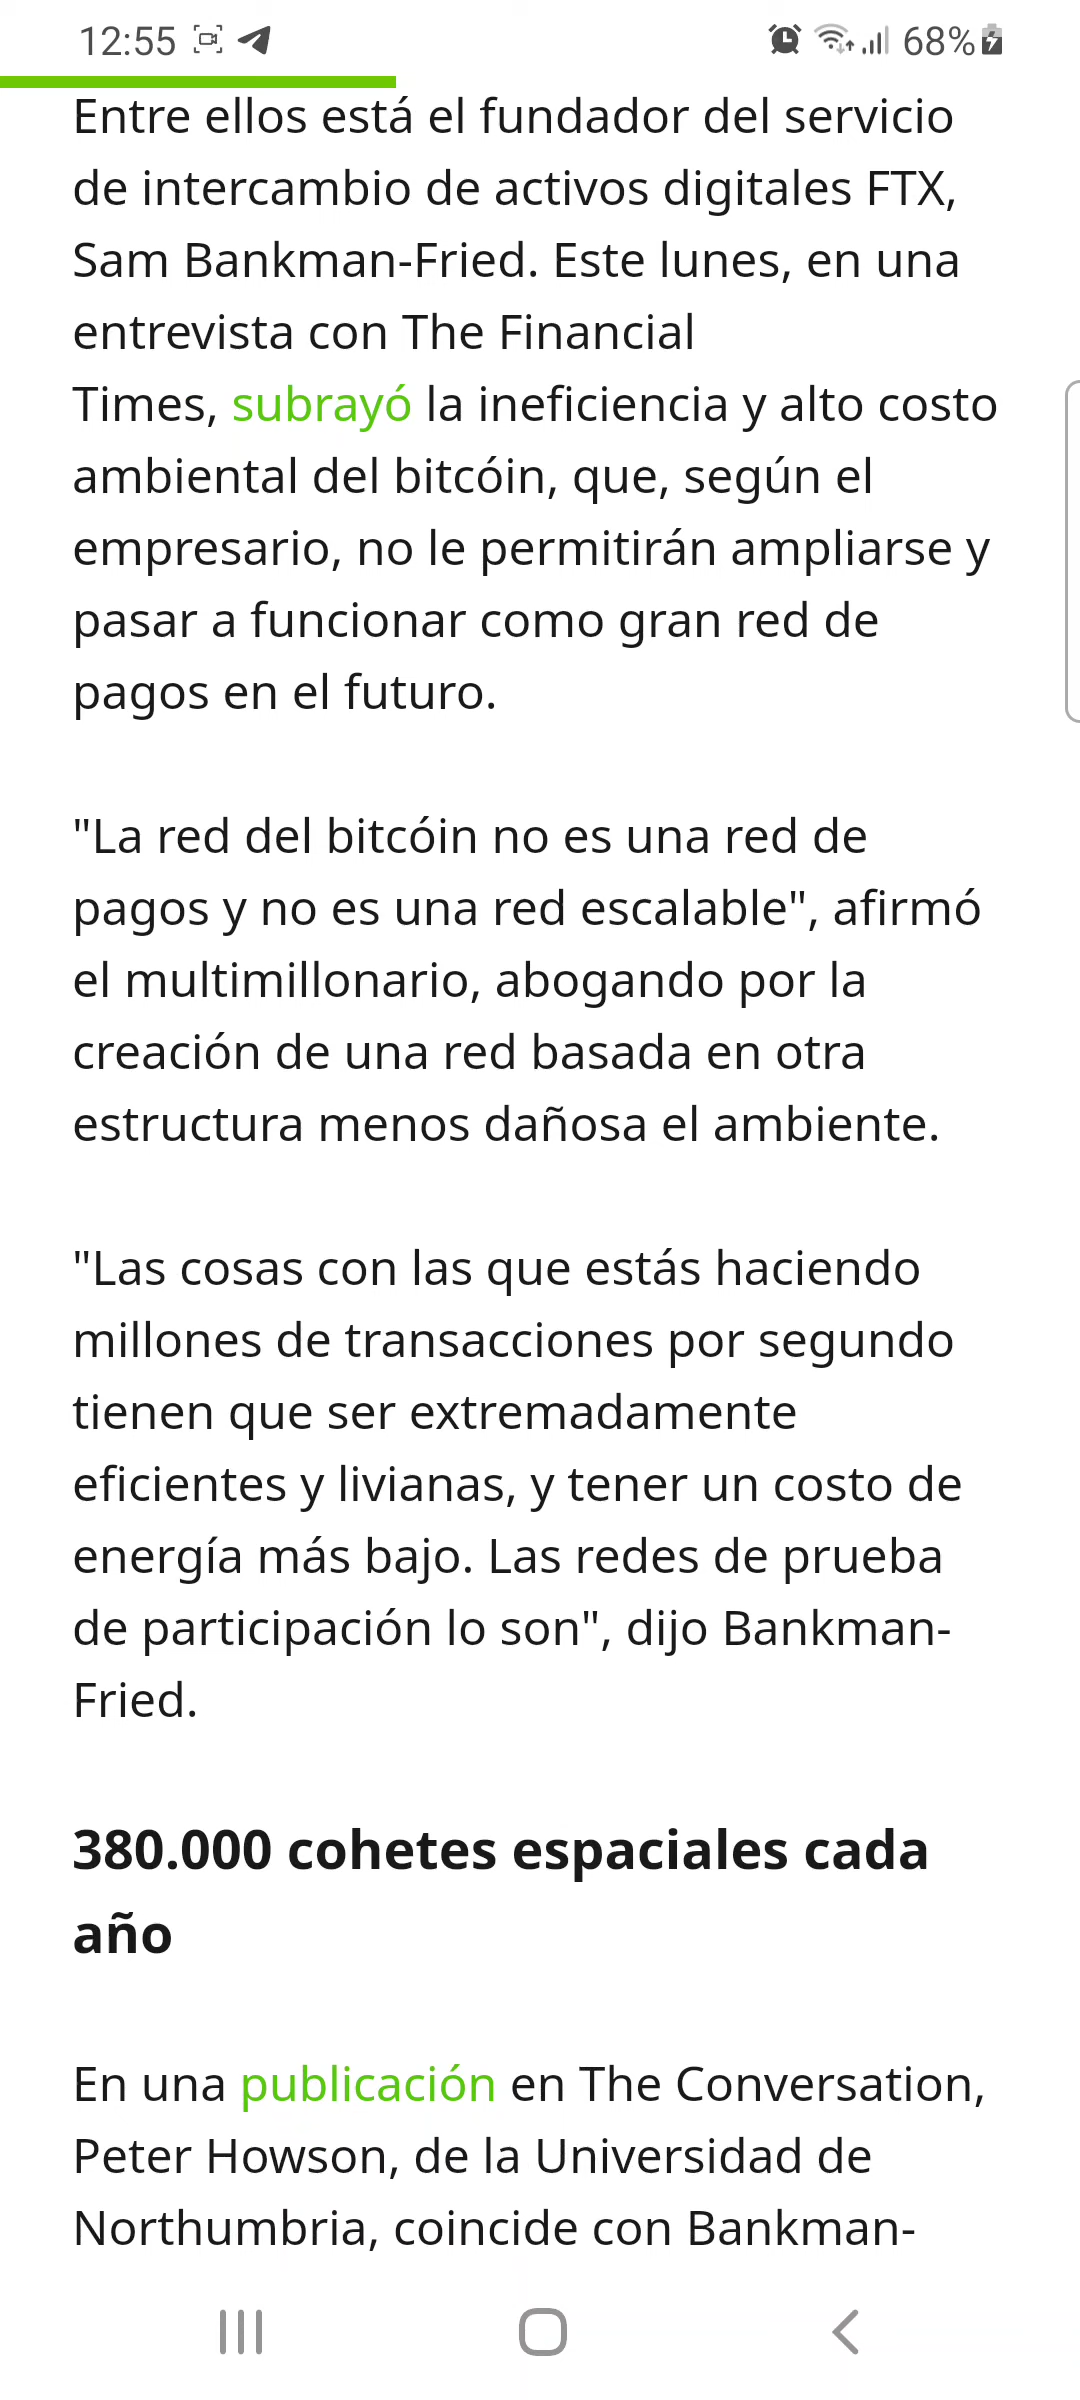 12:55
68%
Entre ellos está el fundador del servicio
de intercambio de activos digitales FTX,
Sam Bankman-Fried. Este lunes, en una
entrevista con The Financial
Times, subrayó la ineficiencia y alto costo
ambiental del bitcóin, que, según el
empresario, no le permitirán ampliarse y
pasar a funcionar como gran red de
pagos en el futuro.
"La red del bitcóin no es una red de
pagos y no es una red escalable", afirmó
el multimillonario, abogando por la
creación de una red basada en otra
estructura menos dañosa el ambiente.
"Las cosas con las que estás haciendo
millones de transacciones por segundo
tienen que ser extremadamente
eficientes y livianas, y tener un costo de
energía más bajo. Las redes de prueba
de participación lo son", dijo Bankman-
Fried.
380.000 cohetes espaciales cada
año
En una publicación en The Conversation,
Peter Howson, de la Universidad de
Northumbria, coincide con Bankman-